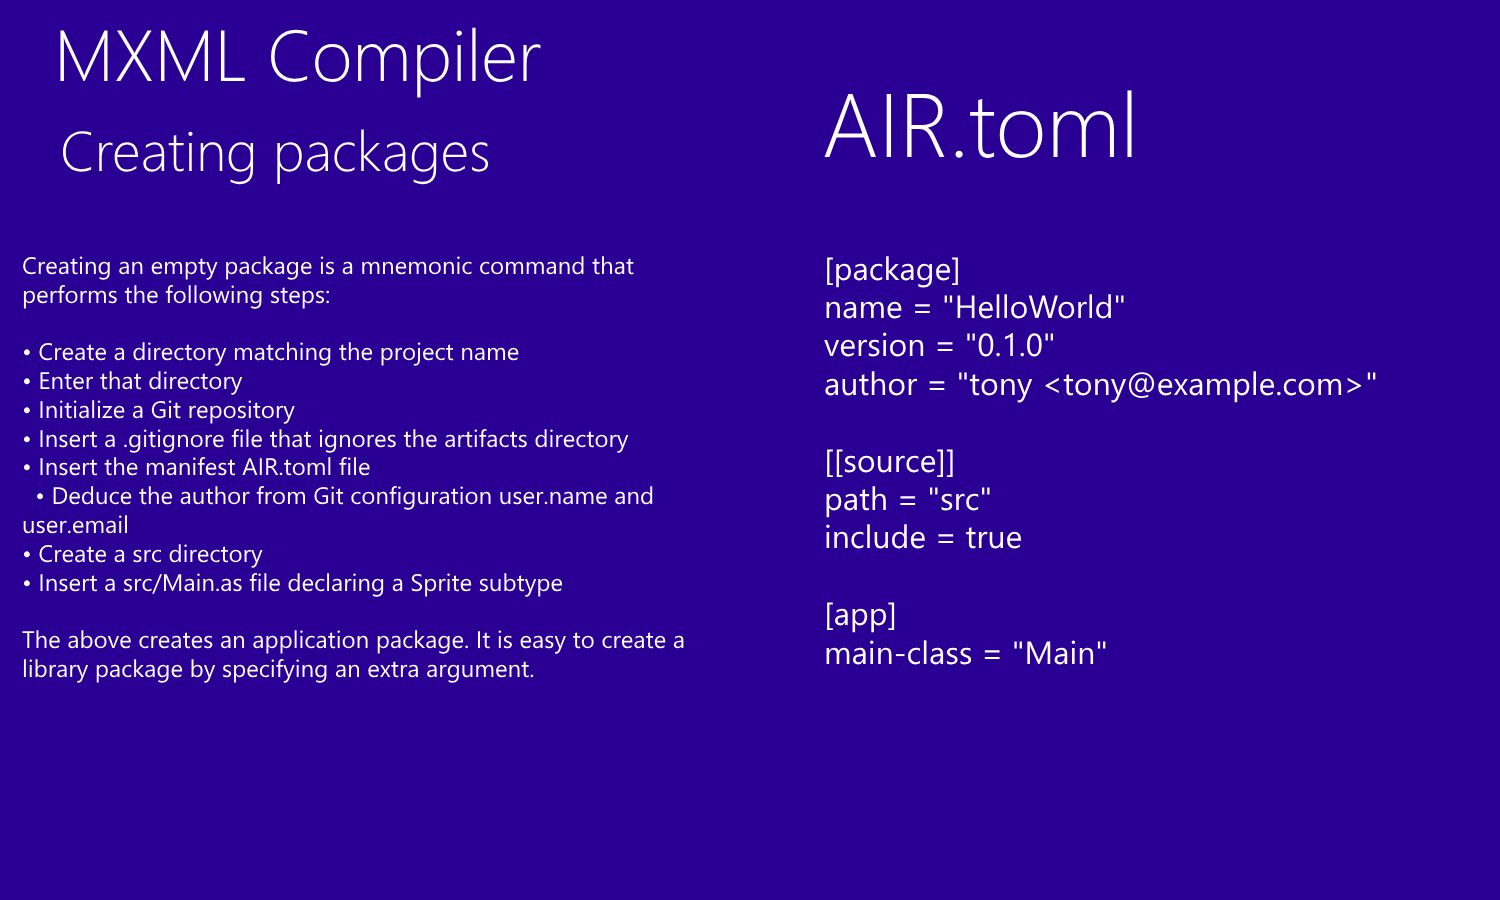 MXML Compiler
Creating packages
Creating an empty package is a mnemonic command that
performs the following steps:
• Create a directory matching the project name
• Enter that directory
• Initialize a Git repository
• Insert a .gitignore file that ignores the artifacts directory
• Insert the manifest AIR.toml file
• Deduce the author from Git configuration user.name and
user.email
• Create a src directory
• Insert a src/Main.as file declaring a Sprite subtype
The above creates an application package. It is easy to create a
library package by specifying an extra argument.
AIR.toml
[package]
name = "HelloWorld"
version = "0.1.0"
author = "tony <tony@example.com>"
[[source]]
path = "src"
include = true
[app]
main-class = "Main"